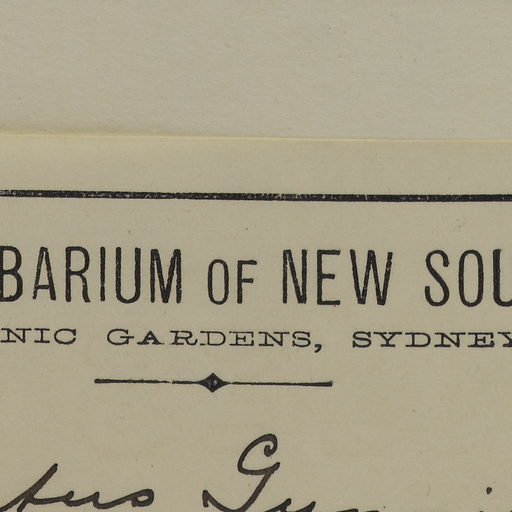 BARIUM OF NEW SOU
NIC GARDENS, SYDNEY